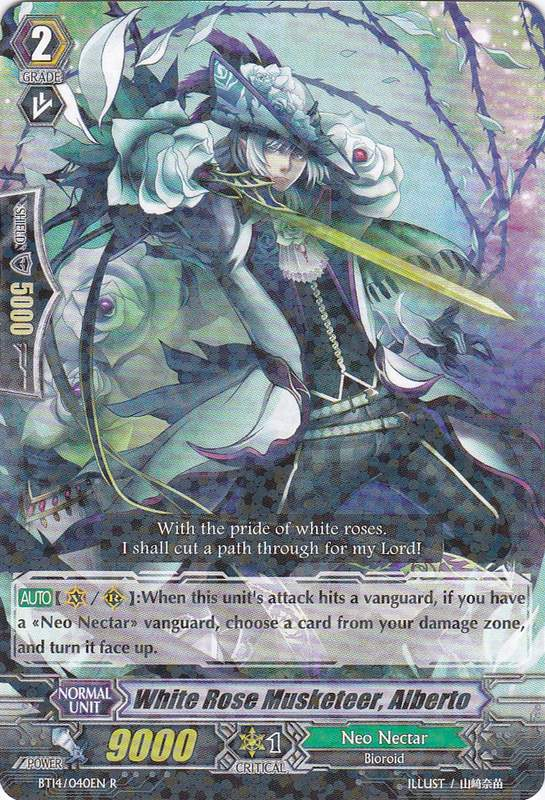 2
GRADE
SHIELD
5000
With the pride of white roses.
I shall cut a path through for my Lord!
AUTO【 V / R 】:When this unit's attack hits a vanguard, if you have
a «Neo Nectar» vanguard, choose a card from your damage zone,
and turn it face up.
NORMAL
UNIT
White Rose Musketeer, Alberto
POWER
9000
1
CRITICAL
Neo Nectar
Bioroid
BT14/040EN R
ILLUST / 山崎奈苗